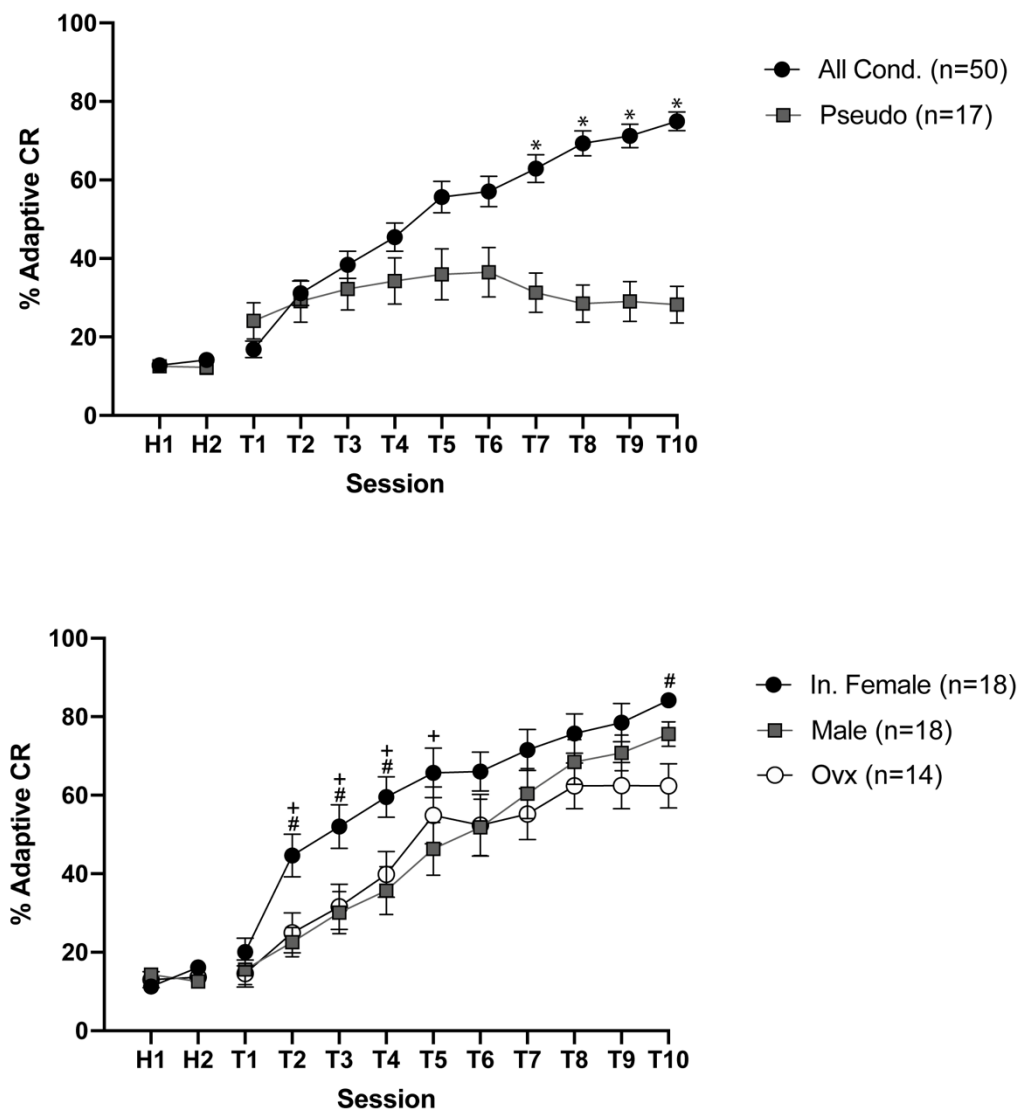 100
80
60
40
20
0
% Adaptive CR
* * * *
H1 H2 T1 T2 T3 T4 T5 T6 T7 T8 T9 T10
Session
All Cond. (n=50)
Pseudo (n=17)
100
80
60
40
20
0
% Adaptive CR
+ + + + #
# # #
H1 H2 T1 T2 T3 T4 T5 T6 T7 T8 T9 T10
Session
In. Female (n=18)
Male (n=18)
Ovx (n=14)